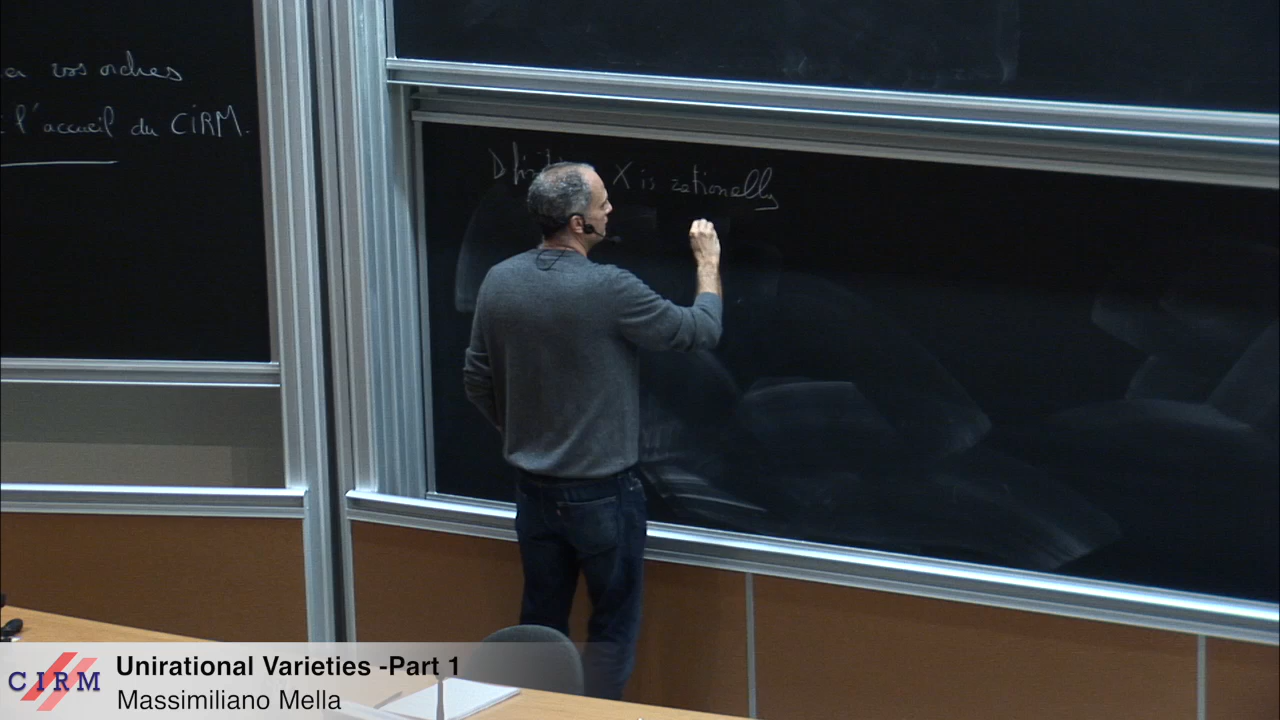 vos ordres
l'accueil du CIRM.
X is rationally
CIRM
Unirational Varieties -Part 1
Massimiliano Mella